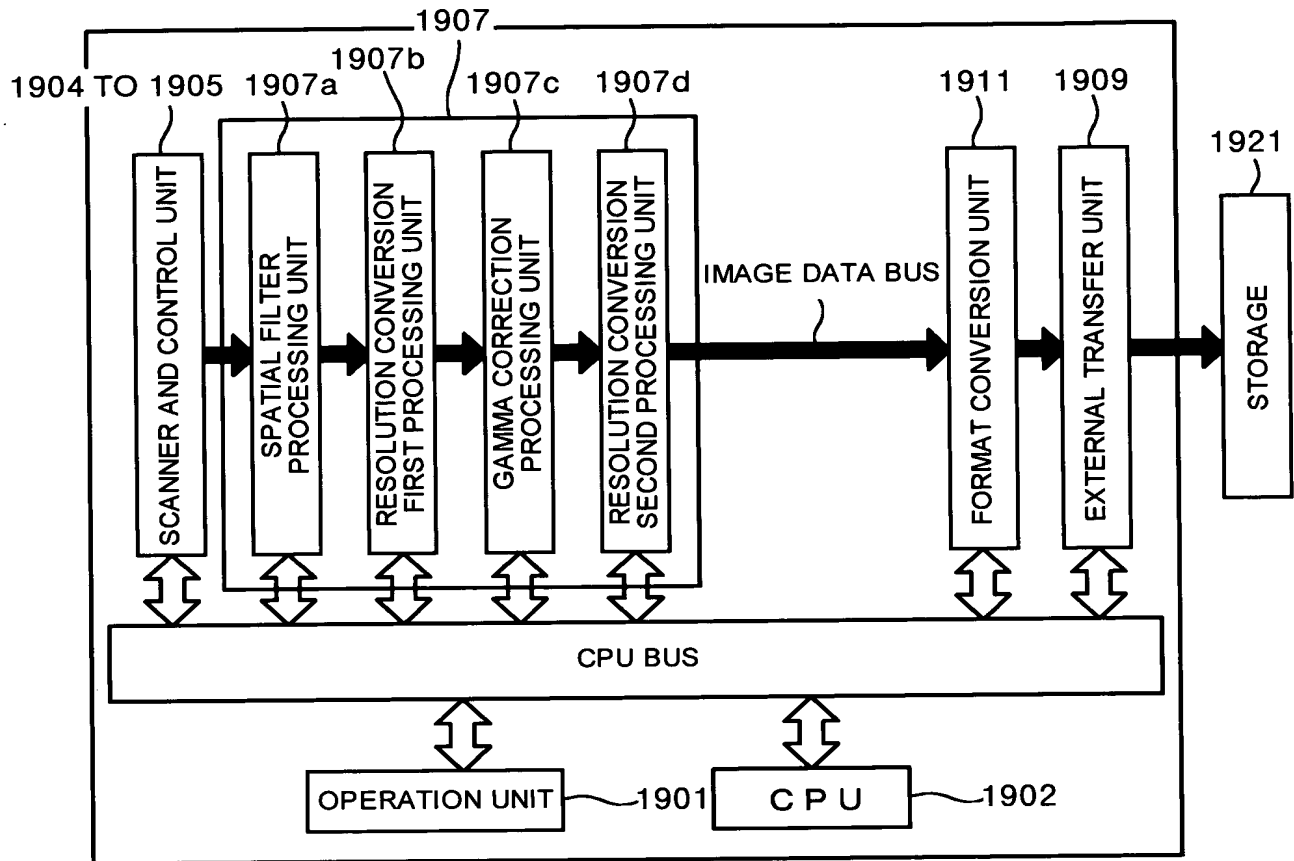 1907
1907b
1904 TO 1905
1907a
1907c
1907d
1911
1909
1921
SCANNER AND CONTROL UNIT
SPATIAL FILTER
PROCESSING UNIT
RESOLUTION CONVERSION
FIRST PROCESSING UNIT
GAMMA CORRECTION
PROCESSING UNIT
RESOLUTION CONVERSION
SECOND PROCESSING UNIT
IMAGE DATA BUS
FORMAT CONVERSION UNIT
EXTERNAL TRANSFER UNIT
STORAGE
CPU BUS
OPERATION UNIT
1901
CPU
1902